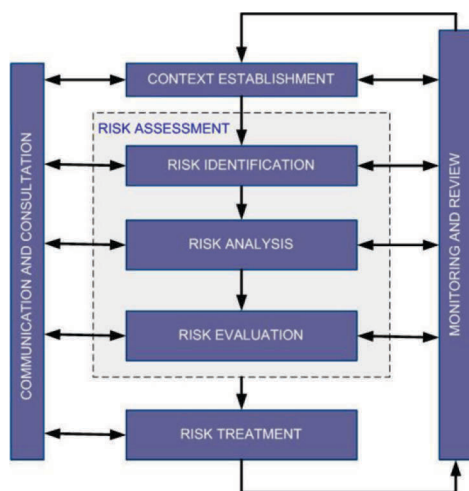 CONTEXT ESTABLISHMENT
RISK ASSESSMENT
RISK IDENTIFICATION
RISK ANALYSIS
RISK EVALUATION
RISK TREATMENT
COMMUNICATION AND CONSULTATION
MONITORING AND REVIEW